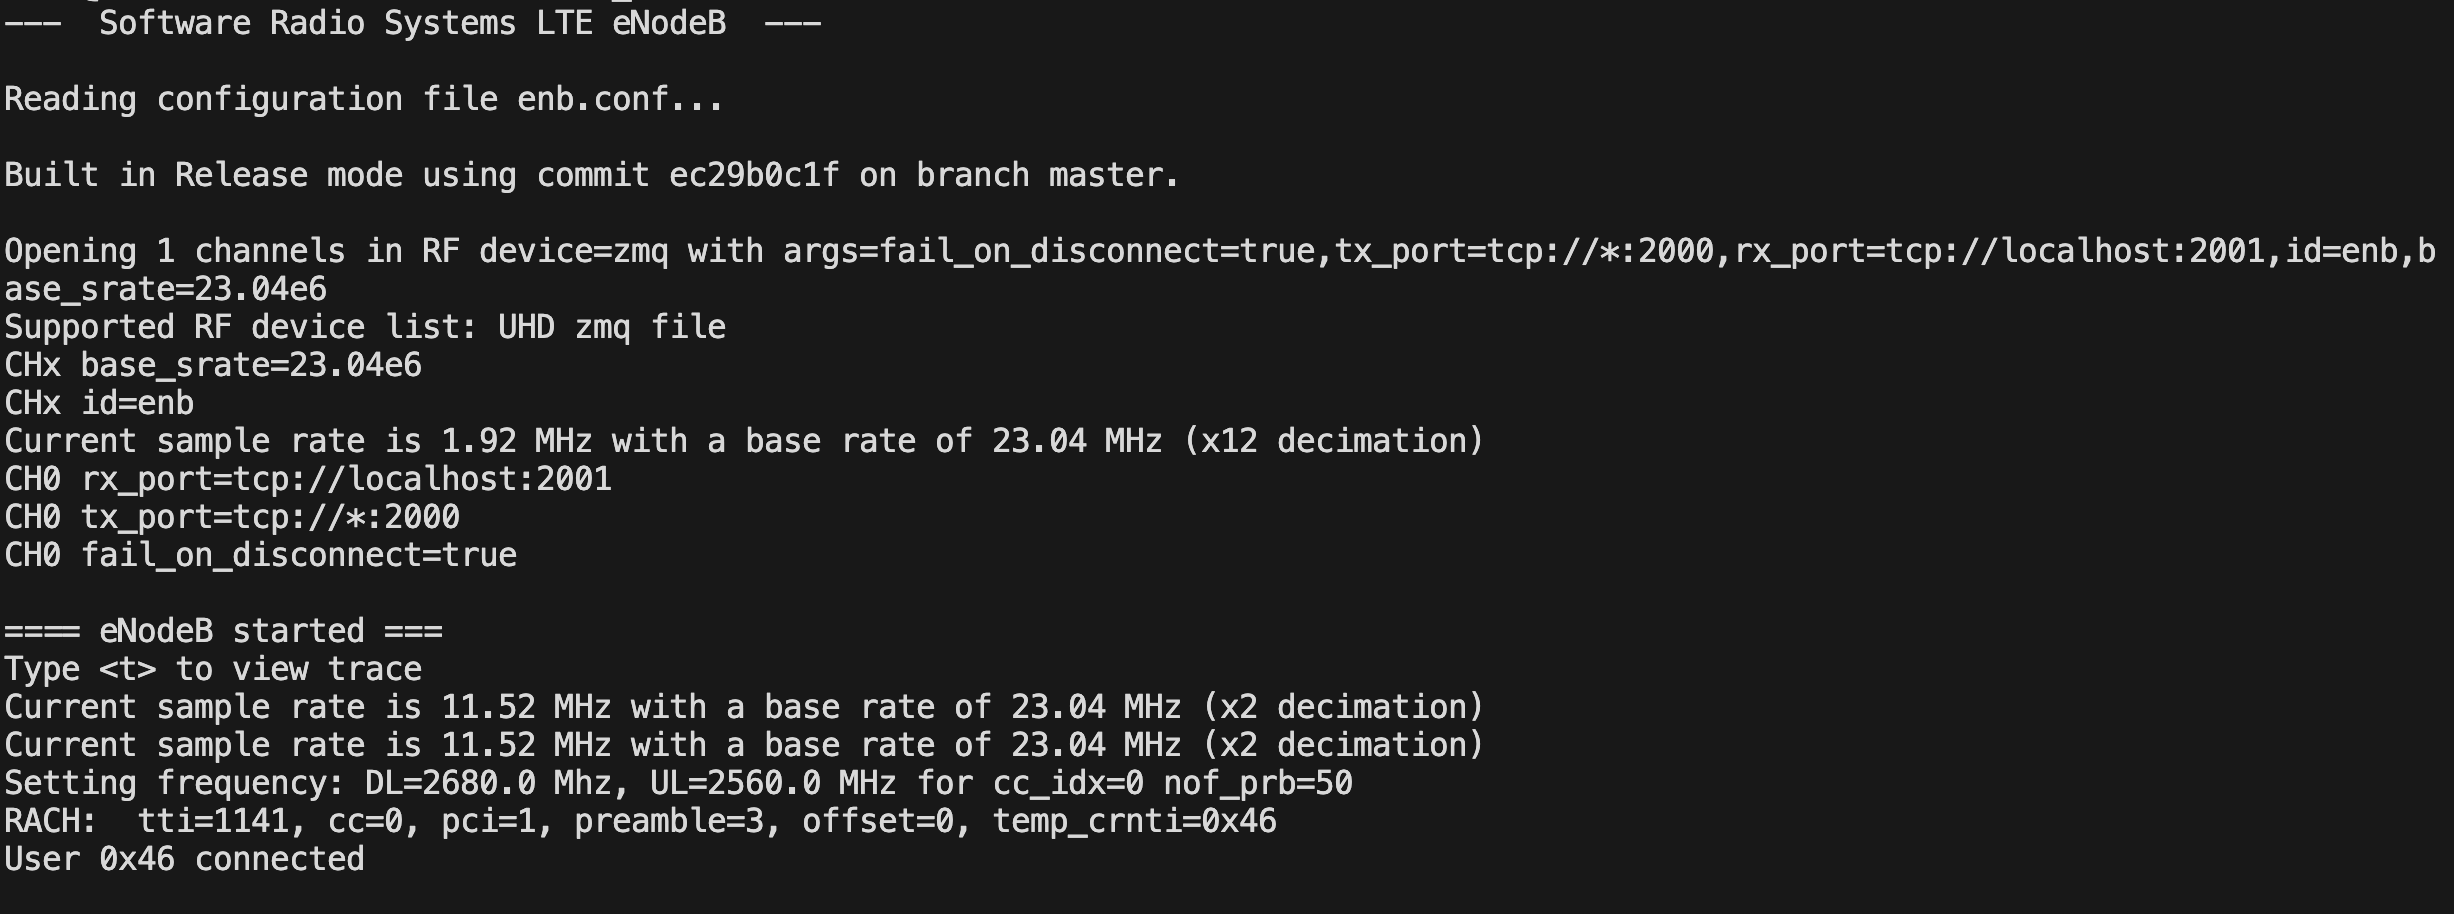 ---  Software Radio Systems LTE eNodeB  ---
Reading configuration file enb.conf...
Built in Release mode using commit ec29b0c1f on branch master.
Opening 1 channels in RF device=zmq with args=fail_on_disconnect=true,tx_port=tcp://*:2000,rx_port=tcp://localhost:2001,id=enb,b
ase_srate=23.04e6
Supported RF device list: UHD zmq file
CHx base_srate=23.04e6
CHx id=enb
Current sample rate is 1.92 MHz with a base rate of 23.04 MHz (x12 decimation)
CH0 rx_port=tcp://localhost:2001
CH0 tx_port=tcp://*:2000
CH0 fail_on_disconnect=true
==== eNodeB started ===
Type <t> to view trace
Current sample rate is 11.52 MHz with a base rate of 23.04 MHz (x2 decimation)
Current sample rate is 11.52 MHz with a base rate of 23.04 MHz (x2 decimation)
Setting frequency: DL=2680.0 Mhz, UL=2560.0 MHz for cc_idx=0 nof_prb=50
RACH:  tti=1141, cc=0, pci=1, preamble=3, offset=0, temp_crnti=0x46
User 0x46 connected